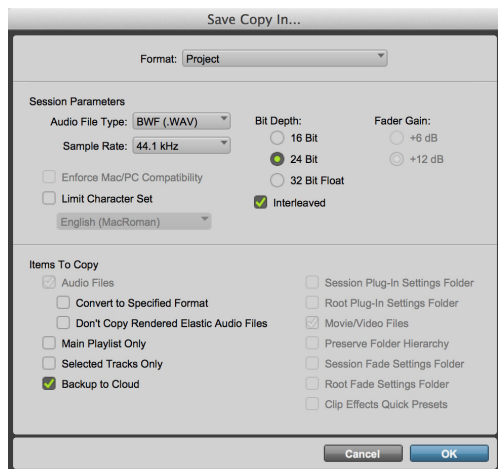 Save Copy In...
Format: Project
Session Parameters
Audio File Type: BWF (.WAV)
Sample Rate: 44.1 kHz
Enforce Mac/PC Compatibility
Limit Character Set
English (MacRoman)
Bit Depth:
16 Bit
24 Bit
32 Bit Float
Interleaved
Fader Gain:
+6 dB
+12 dB
Items To Copy
Audio Files
Convert to Specified Format
Don't Copy Rendered Elastic Audio Files
Main Playlist Only
Selected Tracks Only
Backup to Cloud
Session Plug-In Settings Folder
Root Plug-In Settings Folder
Movie/Video Files
Preserve Folder Hierarchy
Session Fade Settings Folder
Root Fade Settings Folder
Clip Effects Quick Presets
Cancel
OK